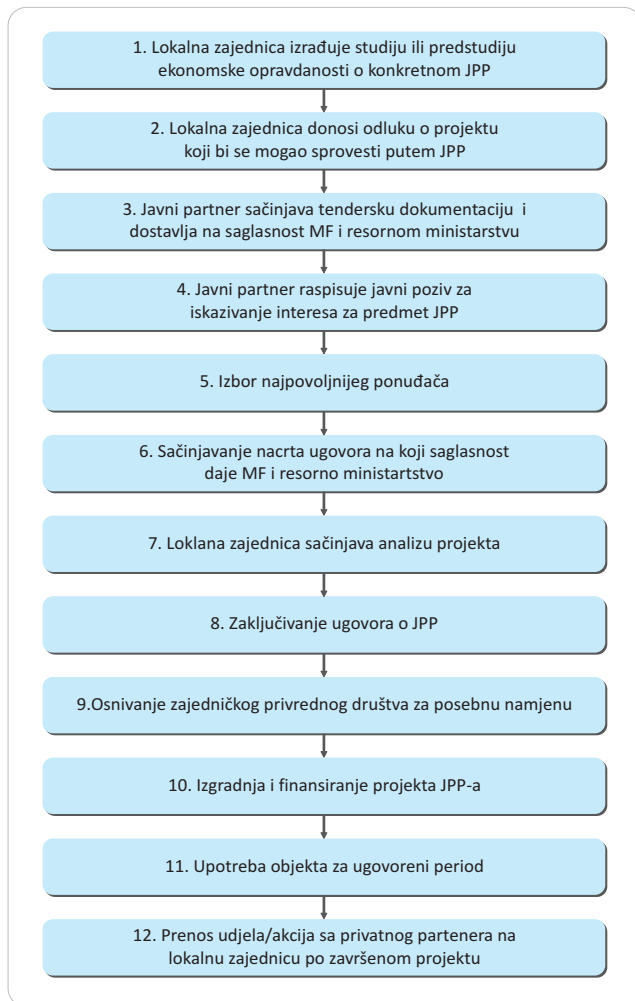 1. Lokalna zajednica izrađuje studiju ili predstudiju
ekonomske opravdanosti o konkretnom JPP
2. Lokalna zajednica donosi odluku o projektu
koji bi se mogao sprovesti putem JPP
3. Javni partner sačinjava tendersku dokumentaciju i
dostavlja na saglasnost MF i resornom ministarstvu
4. Javni partner raspisuje javni poziv za
iskazivanje interesa za predmet JPP
5. Izbor najpovoljnijeg ponuđača
6. Sačinjavanje nacrta ugovora na koji saglasnost
daje MF i resorno ministartstvo
7. Loklana zajednica sačinjava analizu projekta
8. Zaključivanje ugovora o JPP
9.Osnivanje zajedničkog privrednog društva za posebnu namjenu
10. Izgradnja i finansiranje projekta JPP-a
11. Upotreba objekta za ugovoreni period
12. Prenos udjela/akcija sa privatnog partenera na
lokalnu zajednicu po završenom projektu